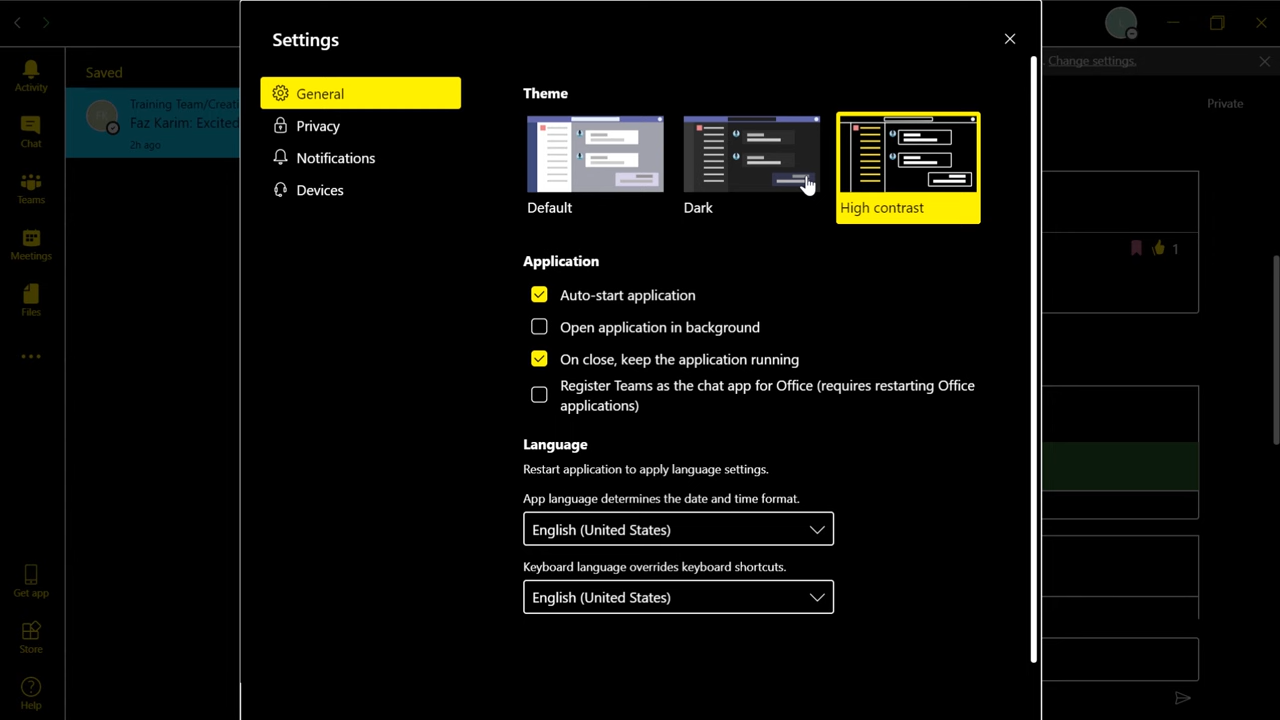 Settings
Change settings.
Activity
Chat
Teams
Meetings
Files
Get app
Store
Help
Saved
Training Team/Creati
Faz Karim: Excited
2h ago
General
Privacy
Notifications
Devices
Theme
Default
Dark
High contrast
Application
Auto-start application
Open application in background
On close, keep the application running
Register Teams as the chat app for Office (requires restarting Office
applications)
Language
Restart application to apply language settings.
App language determines the date and time format.
English (United States)
Keyboard language overrides keyboard shortcuts.
English (United States)
Private
1